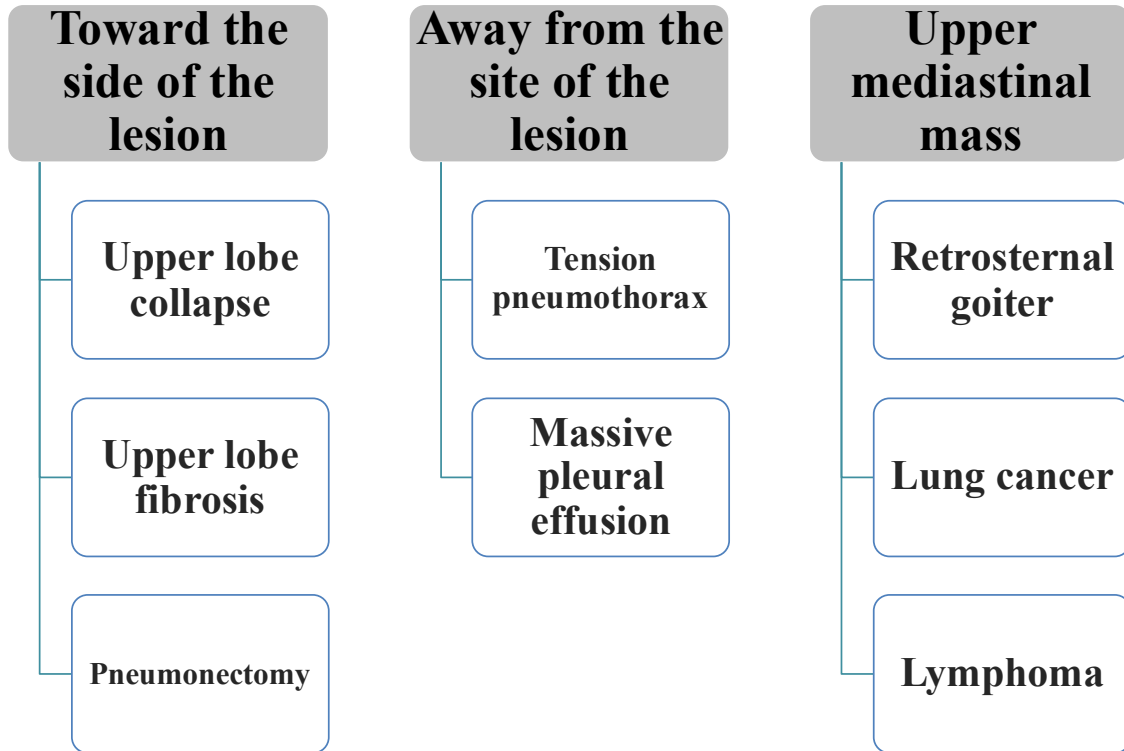 Toward the
side of the
lesion
Upper lobe
collapse
Upper lobe
fibrosis
Pneumonectomy
Away from the
site of the
lesion
Tension
pneumothorax
Massive
pleural
effusion
Upper
mediastinal
mass
Retrosternal
goiter
Lung cancer
Lymphoma